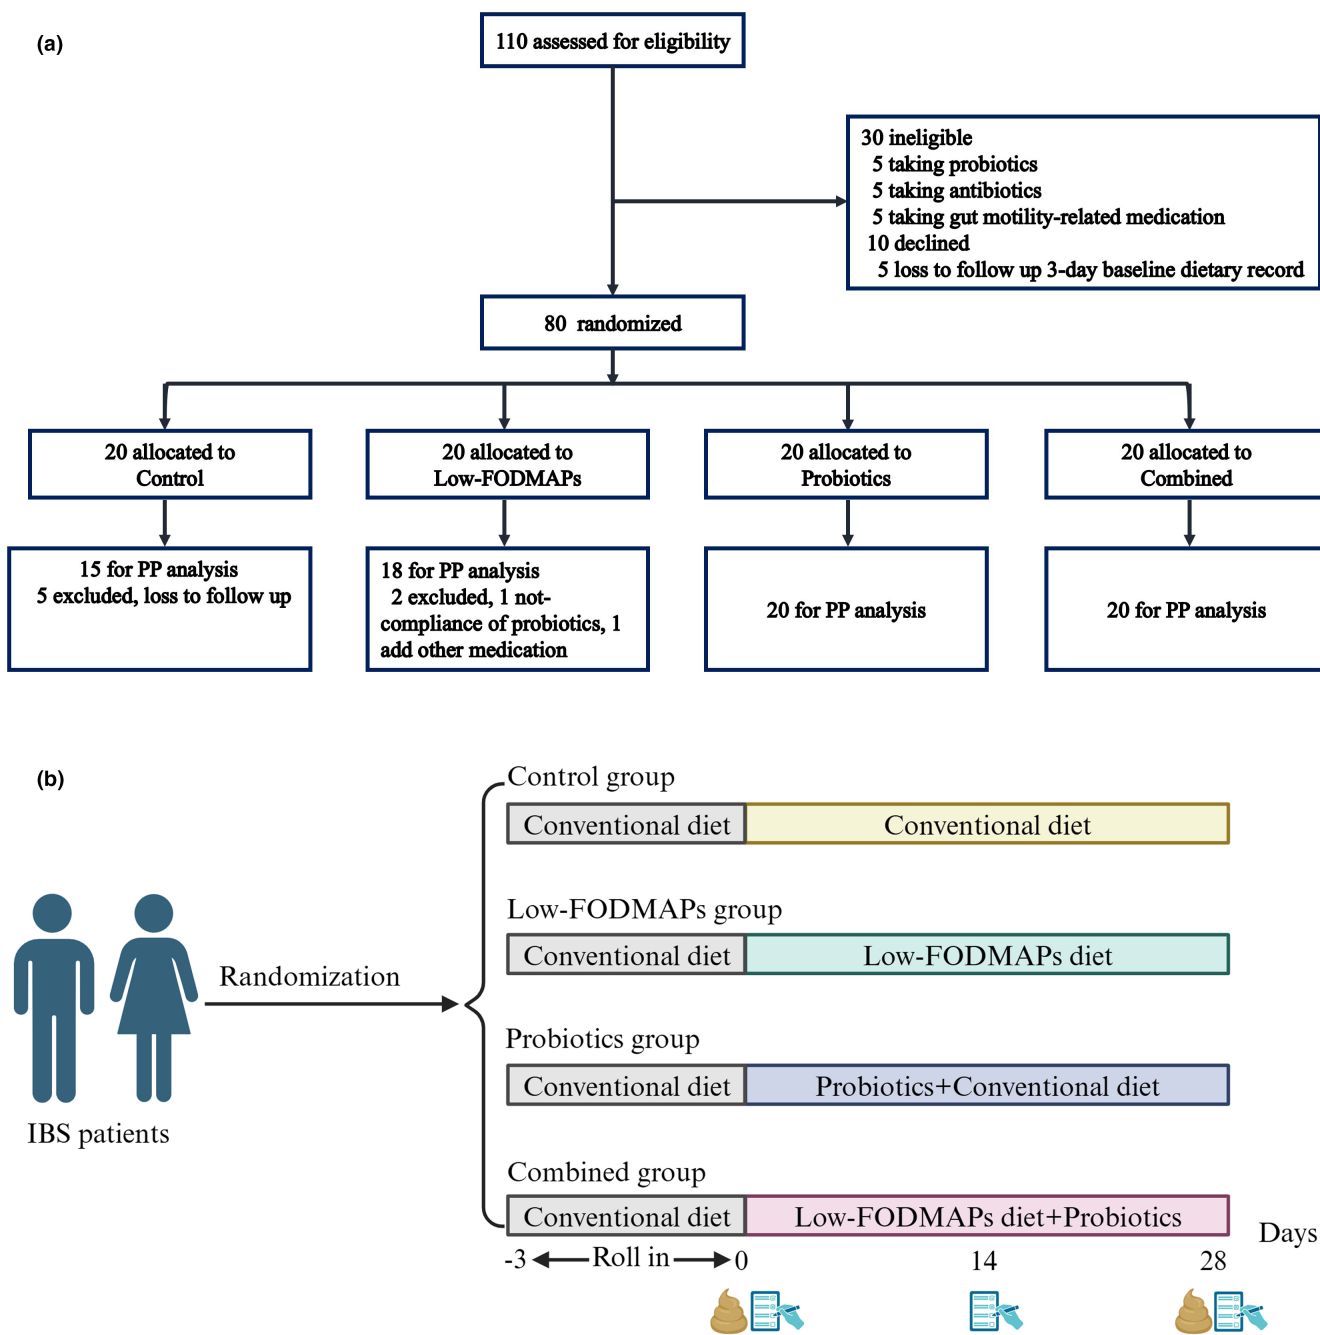 (a)
110 assessed for eligibility
30 ineligible
5 taking probiotics
5 taking antibiotics
5 taking gut motility-related medication
10 declined
5 loss to follow up 3-day baseline dietary record
80 randomized
20 allocated to
Control
20 allocated to
Low-FODMAPs
20 allocated to
Probiotics
20 allocated to
Combined
15 for PP analysis
5 excluded, loss to follow up
18 for PP analysis
2 excluded, 1 not-
compliance of probiotics, 1
add other medication
20 for PP analysis
20 for PP analysis
(b)
Control group
Conventional diet
Conventional diet
Low-FODMAPs group
Conventional diet
Low-FODMAPs diet
Randomization
Probiotics group
Conventional diet
Probiotics+Conventional diet
IBS patients
Combined group
Conventional diet
Low-FODMAPs diet+Probiotics
Days
-3
Roll in
0
14
28